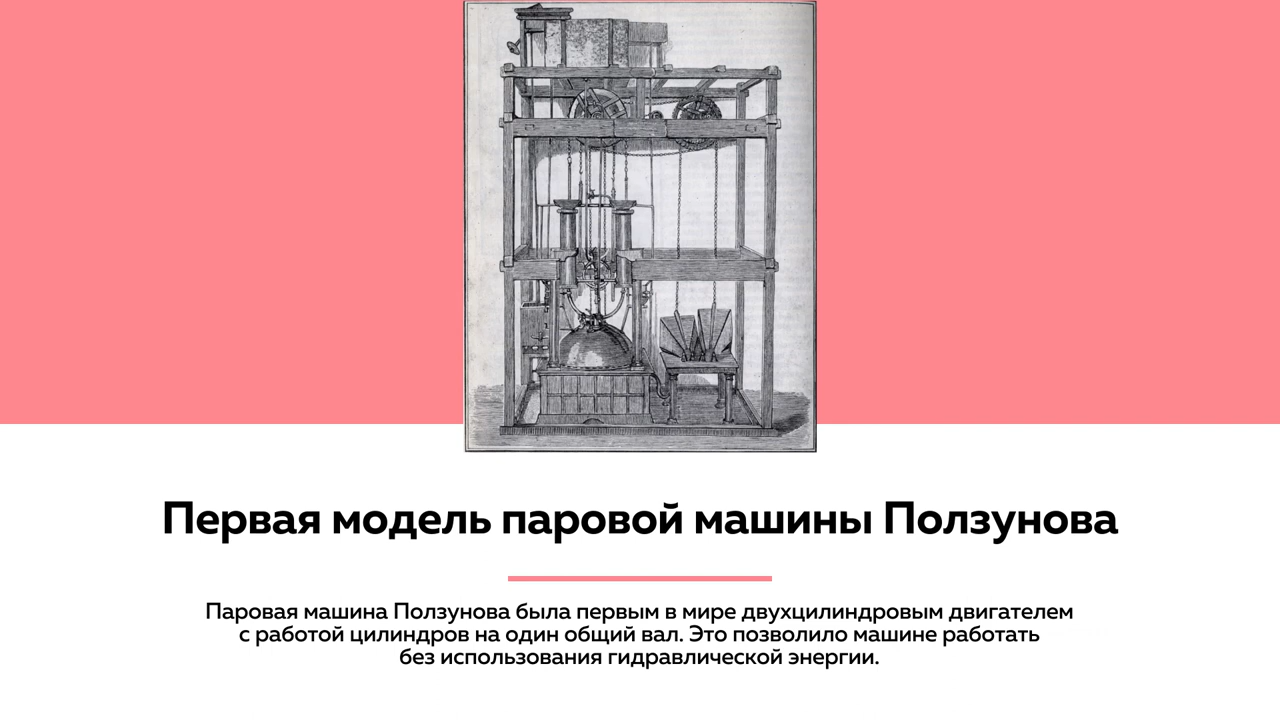 Первая модель паровой машины Ползунова
Паровая машина Ползунова была первым в мире двухцилиндровым двигателем
с работой цилиндров на один общий вал. Это позволило машине работать
без использования гидравлической энергии.